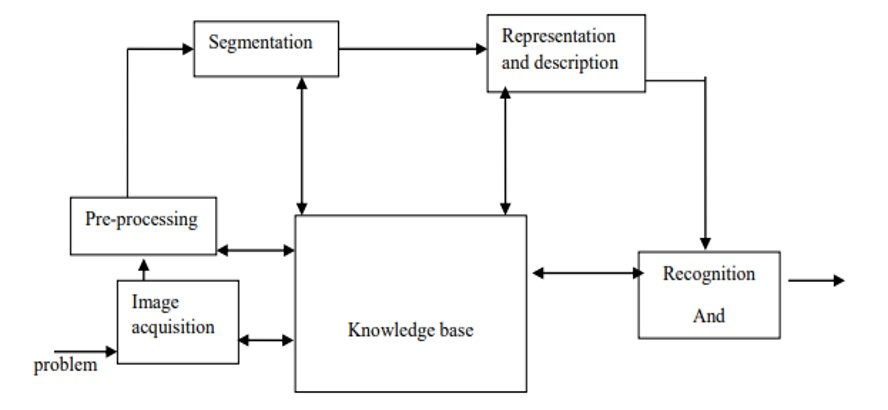 Segmentation
Representation
and description
Pre-processing
Image
acquisition
problem
Knowledge base
Recognition
And